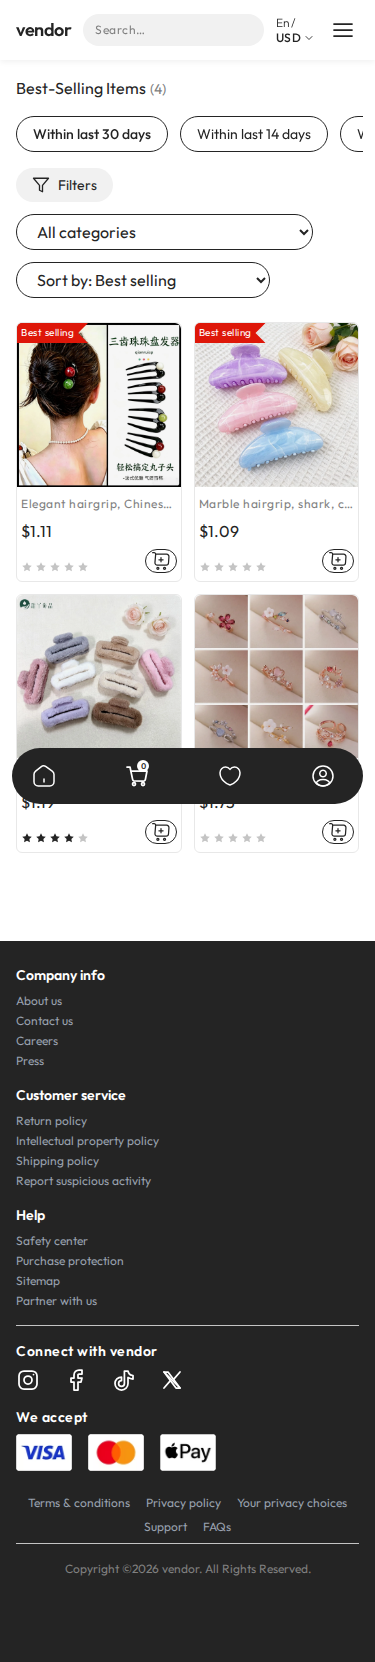 vendor
Search...
En/
USD
Best-Selling Items (4)
Within last 30 days
Within last 14 days
Filters
All categories
Sort by: Best selling
Best selling
三齿珠珠盘发器
轻松搞定丸子头
Best selling
Elegant hairgrip, Chines...
Marble hairgrip, shark, c...
$1.11
$1.09
0
Company info
About us
Contact us
Careers
Press
Customer service
Return policy
Intellectual property policy
Shipping policy
Report suspicious activity
Help
Safety center
Purchase protection
Sitemap
Partner with us
Connect with vendor
We accept
VISA
Pay
Terms & conditions
Privacy policy
Your privacy choices
Support
FAQs
Copyright ©2026 vendor. All Rights Reserved.